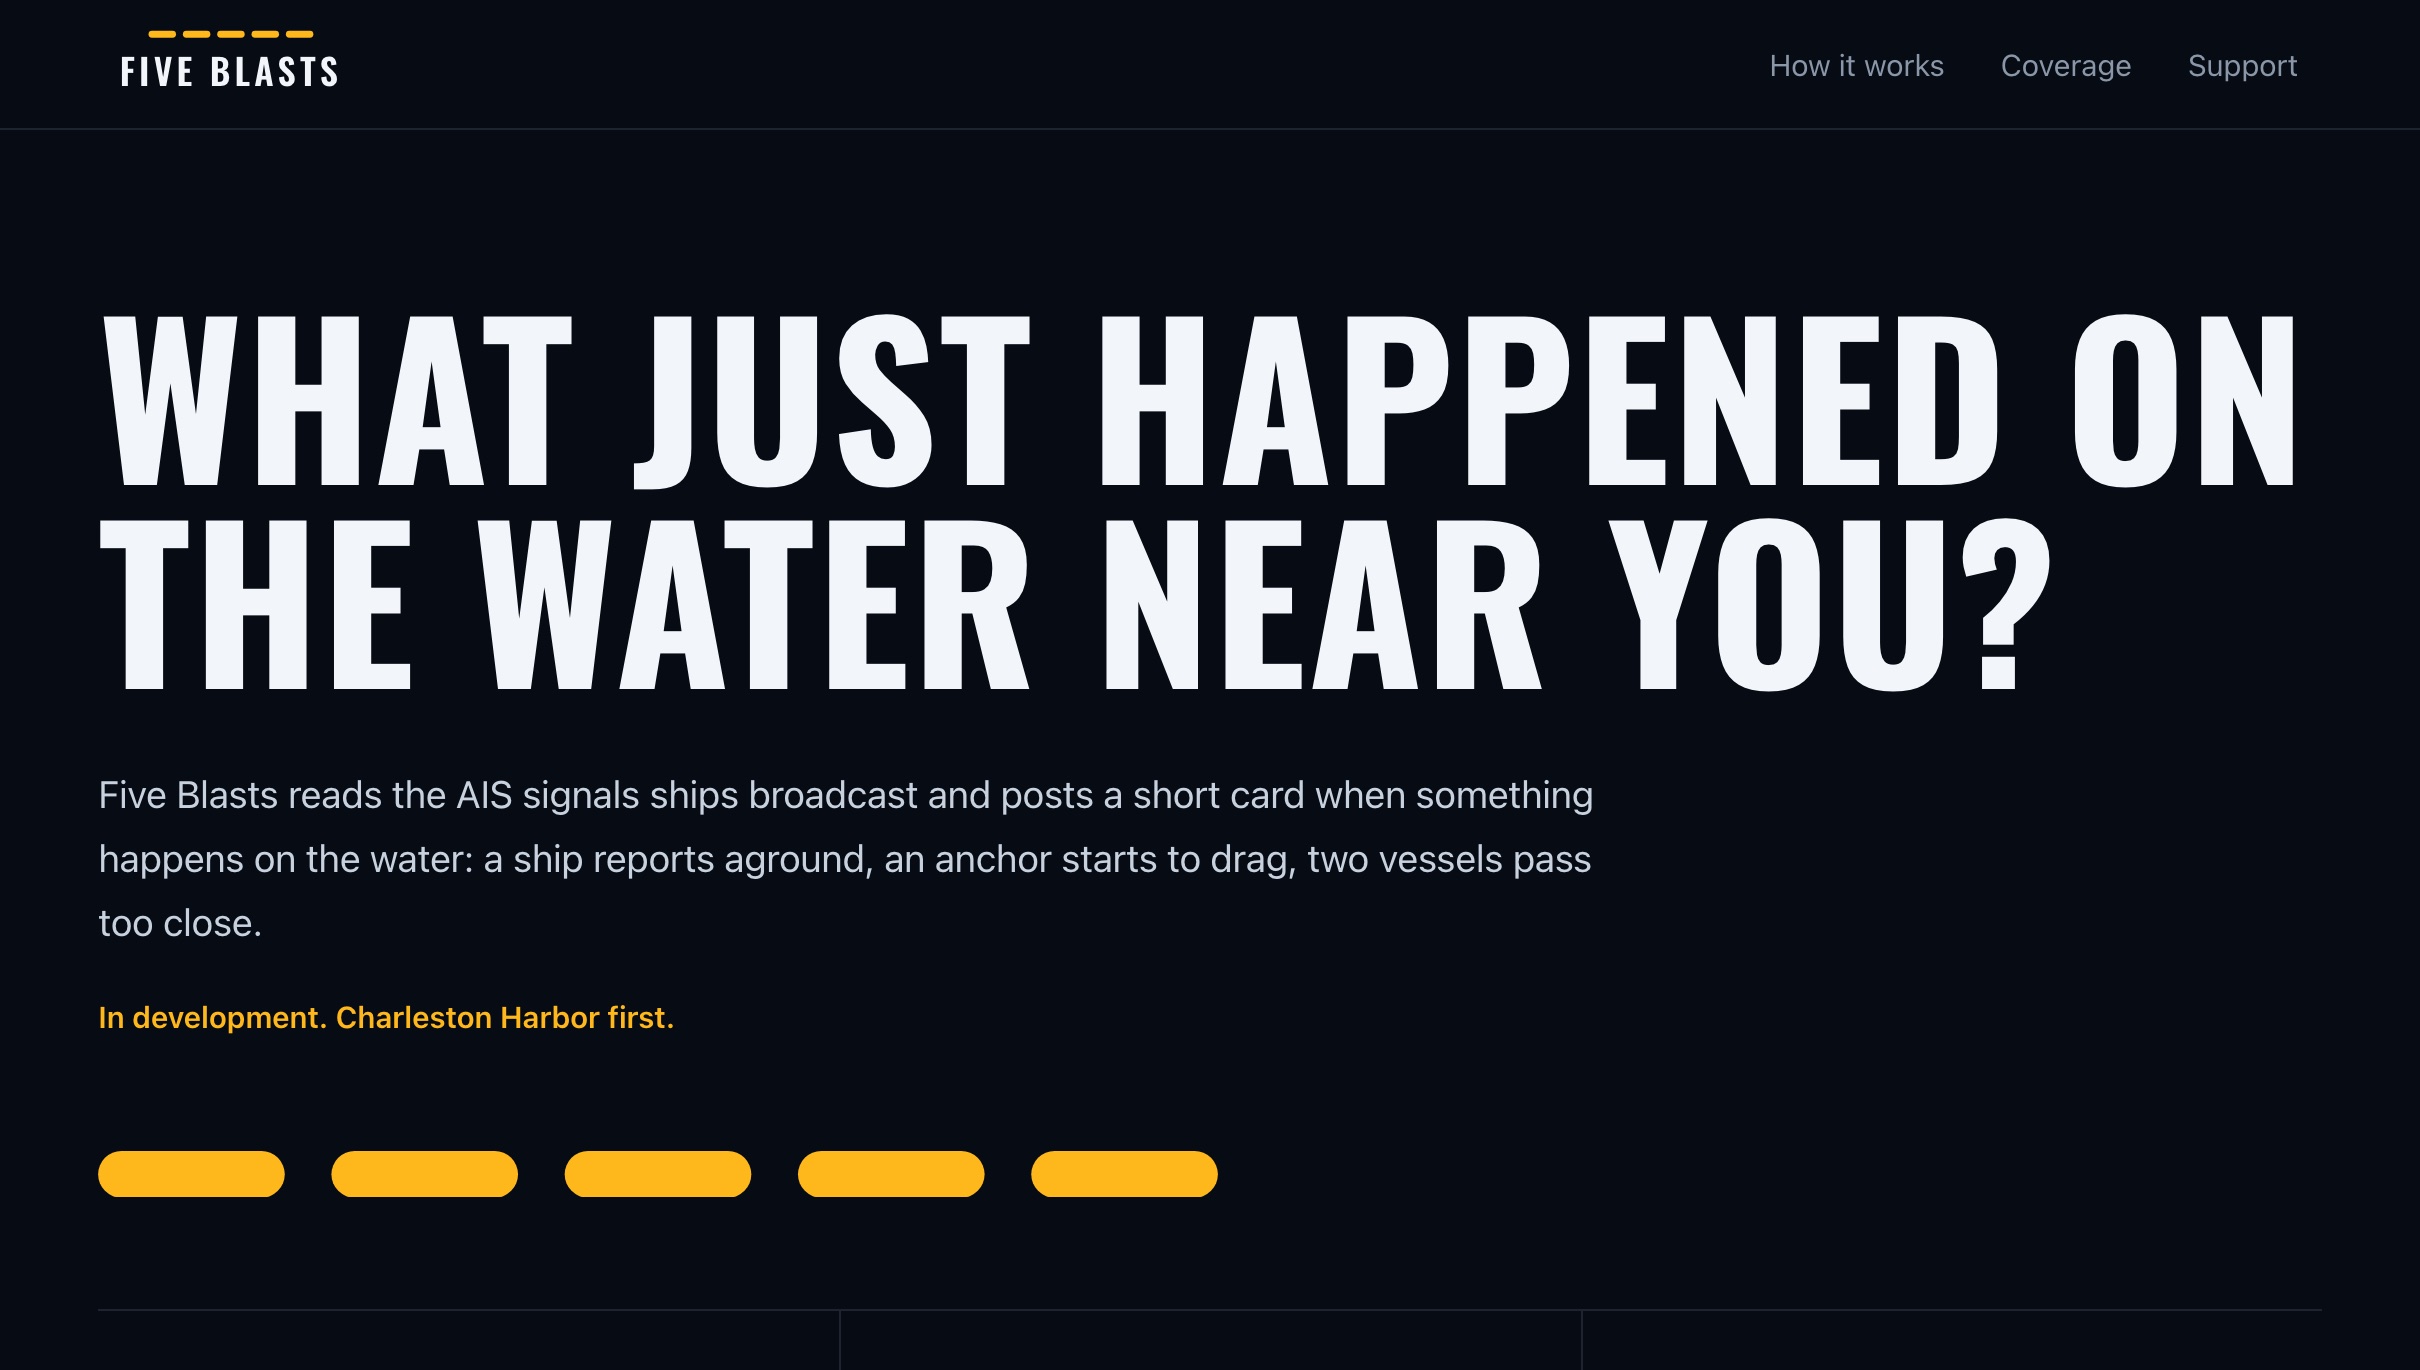 FIVE BLASTS
How it works
Coverage
Support
WHAT JUST HAPPENED ON
THE WATER NEAR YOU?
Five Blasts reads the AIS signals ships broadcast and posts a short card when something
happens on the water: a ship reports aground, an anchor starts to drag, two vessels pass
too close.
In development. Charleston Harbor first.